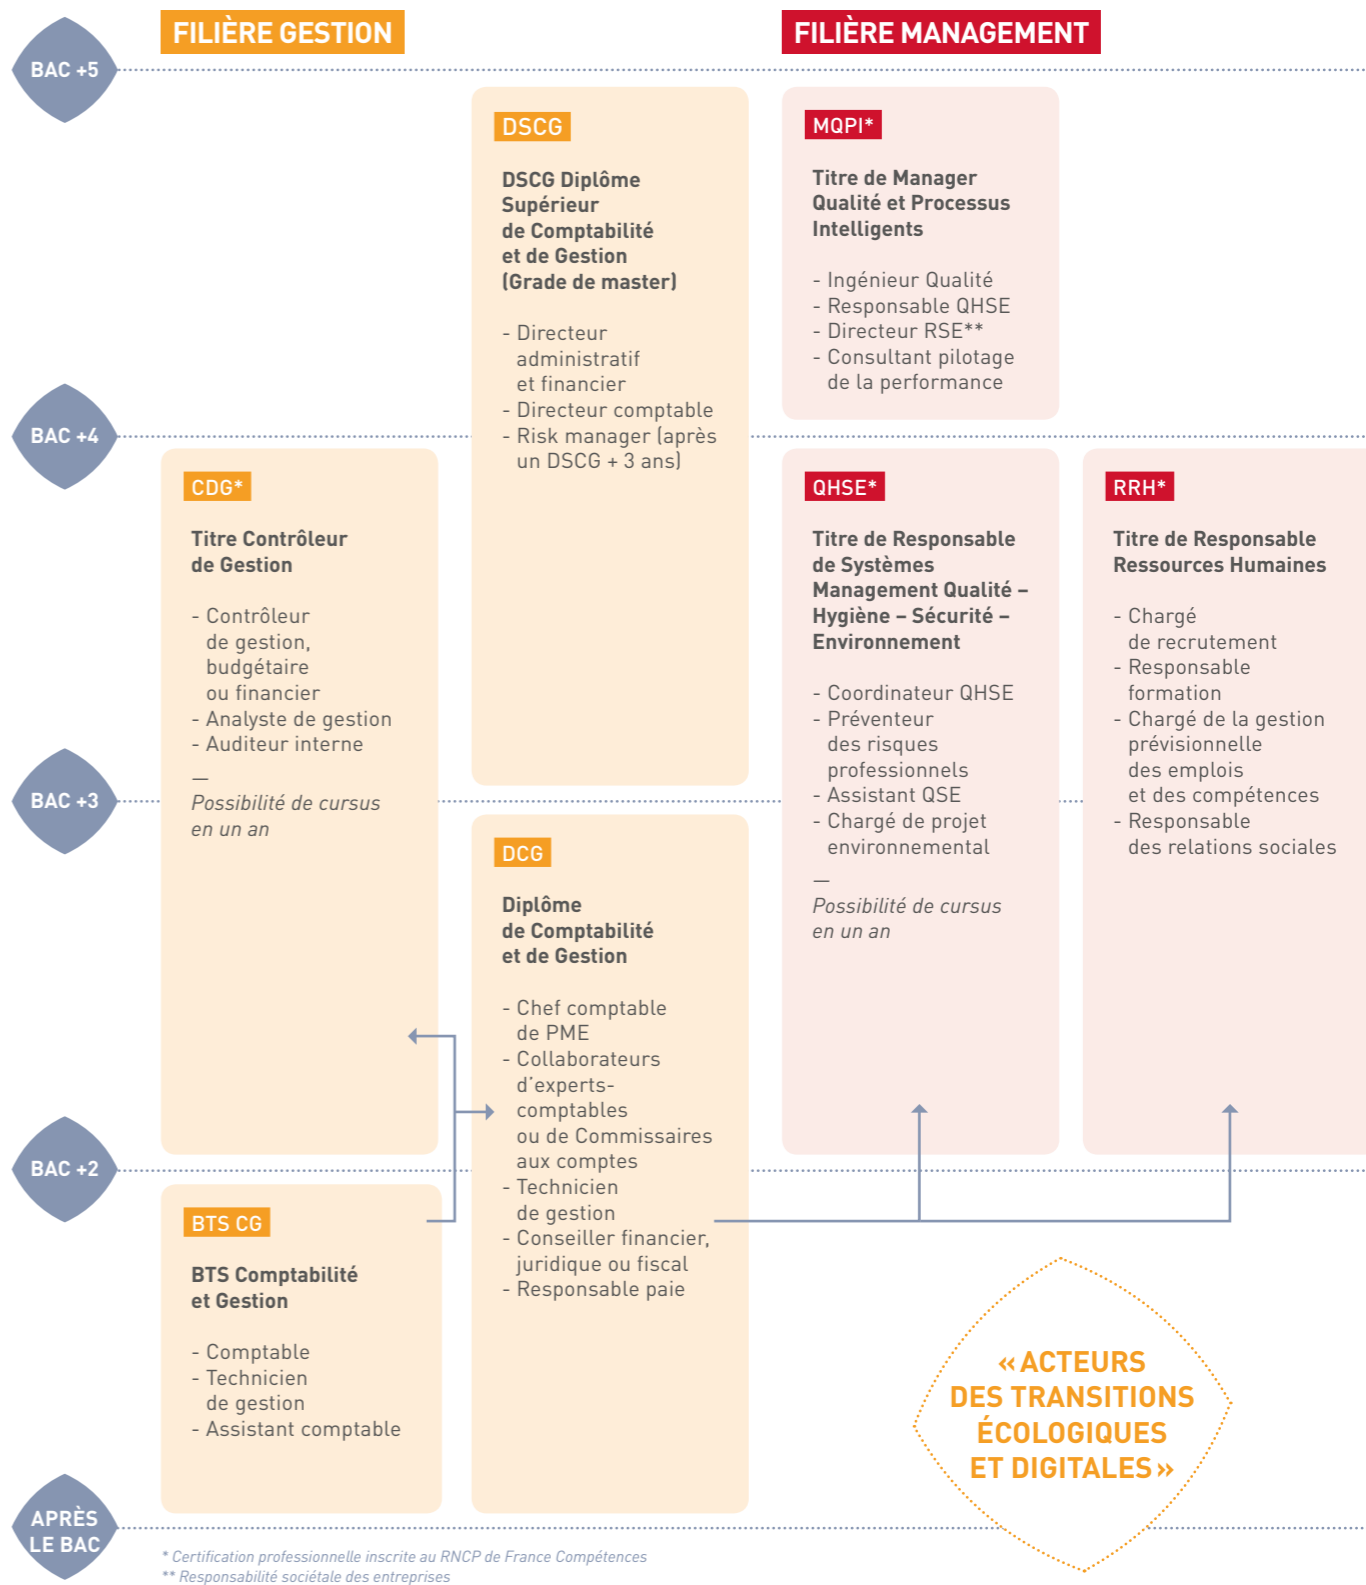 FILIÈRE GESTION
FILIÈRE MANAGEMENT
BAC +5
DSCG
DSCG Diplôme
Supérieur
de Comptabilité
et de Gestion
(Grade de master)
- Directeur
administratif
et financier
- Directeur comptable
- Risk manager (après
un DSCG + 3 ans)
MQPI*
Titre de Manager
Qualité et Processus
Intelligents
- Ingénieur Qualité
- Responsable QHSE
- Directeur RSE**
- Consultant pilotage
de la performance
BAC +4
CDG*
Titre Contrôleur
de Gestion
- Contrôleur
de gestion,
budgétaire
ou financier
- Analyste de gestion
- Auditeur interne
—
Possibilité de cursus
en un an
QHSE*
Titre de Responsable
de Systèmes
Management Qualité –
Hygiène – Sécurité –
Environnement
- Coordinateur QHSE
- Préventeur
des risques
professionnels
- Assistant QSE
- Chargé de projet
environnemental
—
Possibilité de cursus
en un an
RRH*
Titre de Responsable
Ressources Humaines
- Chargé
de recrutement
- Responsable
formation
- Chargé de la gestion
prévisionnelle
des emplois
et des compétences
- Responsable
des relations sociales
BAC +3
DCG
Diplôme
de Comptabilité
et de Gestion
- Chef comptable
de PME
- Collaborateurs
d'experts-
comptables
ou de Commissaires
aux comptes
- Technicien
de gestion
- Conseiller financier,
juridique ou fiscal
- Responsable paie
BAC +2
BTS CG
BTS Comptabilité
et Gestion
- Comptable
- Technicien
de gestion
- Assistant comptable
« ACTEURS
DES TRANSITIONS
ÉCOLOGIQUES
ET DIGITALES »
APRÈS
LE BAC
* Certification professionnelle inscrite au RNCP de France Compétences
** Responsabilité sociétale des entreprises